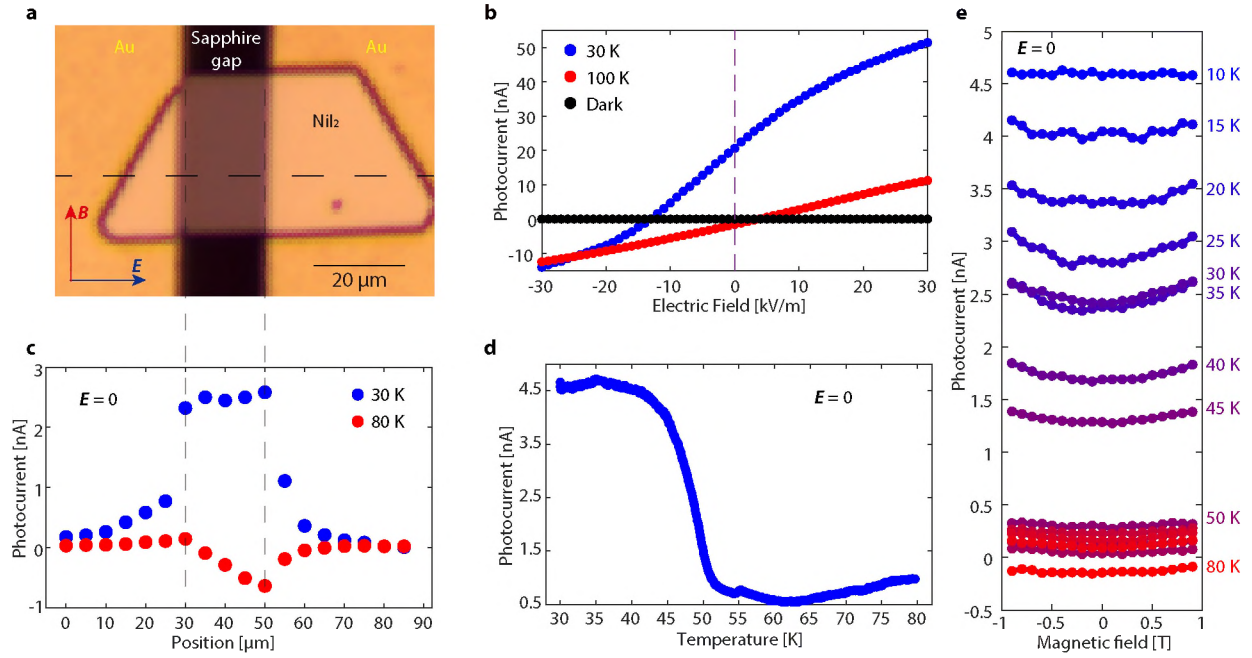 a
Au
Sapphire
gap
Au
NiI₂
B
E
20 µm
b
Photocurrent [nA]
50
40
30
20
10
0
-10
30 K
100 K
Dark
-30
-20
-10
0
10
20
30
Electric Field [kV/m]
c
Photocurrent [nA]
3
2
1
0
-1
E = 0
30 K
80 K
0
10
20
30
40
50
60
70
80
90
Position [µm]
d
Photocurrent [nA]
4.5
3.5
2.5
1.5
0.5
E = 0
30
35
40
45
50
55
60
65
70
75
80
Temperature [K]
e
Photocurrent [nA]
5
4.5
4
3.5
3
2.5
2
1.5
1
0.5
0
-0.5
E = 0
10 K
15 K
20 K
25 K
30 K
35 K
40 K
45 K
50 K
80 K
-1
-0.5
0
0.5
1
Magnetic field [T]